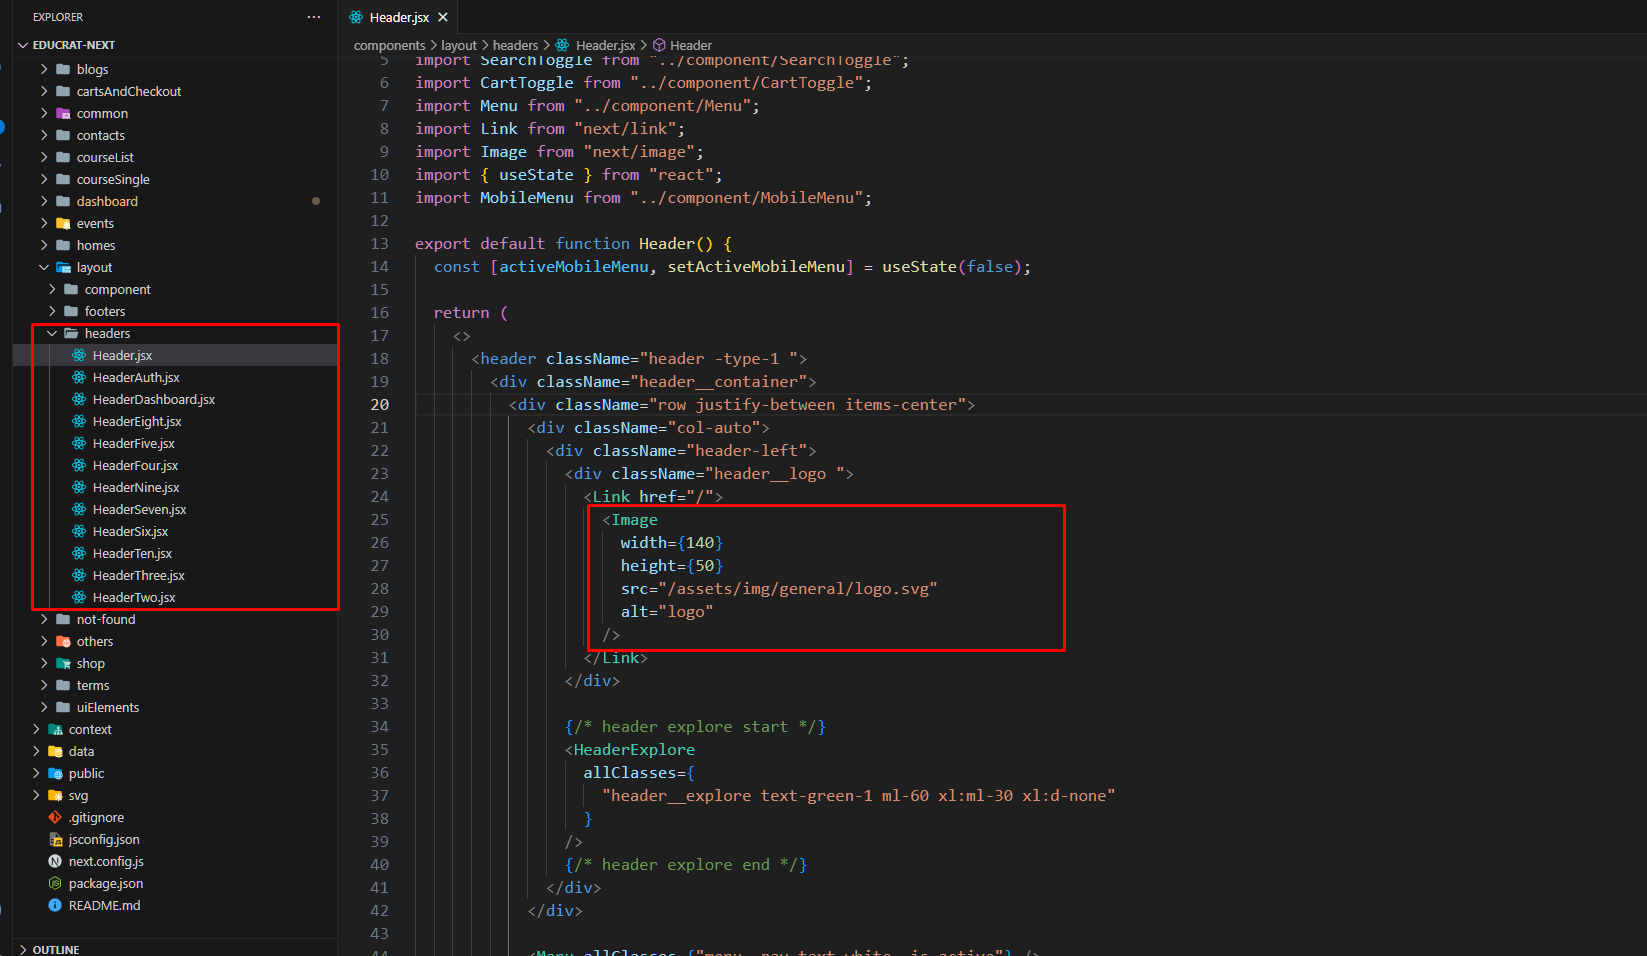 EXPLORER
EDUCRAT-NEXT
blogs
cartsAndCheckout
common
contacts
courseList
courseSingle
dashboard
events
homes
layout
component
footers
headers
Header.jsx
HeaderAuth.jsx
HeaderDashboard.jsx
HeaderEight.jsx
HeaderFive.jsx
HeaderFour.jsx
HeaderNine.jsx
HeaderSeven.jsx
HeaderSix.jsx
HeaderTen.jsx
HeaderThree.jsx
HeaderTwo.jsx
not-found
others
shop
terms
uiElements
context
data
public
svg
.gitignore
jsconfig.json
next.config.js
package.json
README.md
OUTLINE
Header.jsx
components > layout > headers > Header.jsx > Header
5 import SearchToggle from "../component/SearchToggle";
6 import CartToggle from "../component/CartToggle";
7 import Menu from "../component/Menu";
8 import Link from "next/link";
9 import Image from "next/image";
10 import { useState } from "react";
11 import MobileMenu from "../component/MobileMenu";
12
13 export default function Header() {
14 const [activeMobileMenu, setActiveMobileMenu] = useState(false);
15
16 return (
17 <>
18 <header className="header -type-1 ">
19 <div className="header__container">
20 <div className="row justify-between items-center">
21 <div className="col-auto">
22 <div className="header-left">
23 <div className="header__logo ">
24 <Link href="/">
25 <Image
26 width={140}
27 height={50}
28 src="/assets/img/general/logo.svg"
29 alt="logo"
30 />
31 </Link>
32 </div>
33
34 {/* header explore start */}
35 <HeaderExplore
36 allClasses={
37 "header__explore text-green-1 ml-60 xl:ml-30 xl:d-none"
38 }
39 />
40 {/* header explore end */}
41 </div>
42 </div>
43
44 <Menu allClasses={"menu__nav text-white -is-active"} />